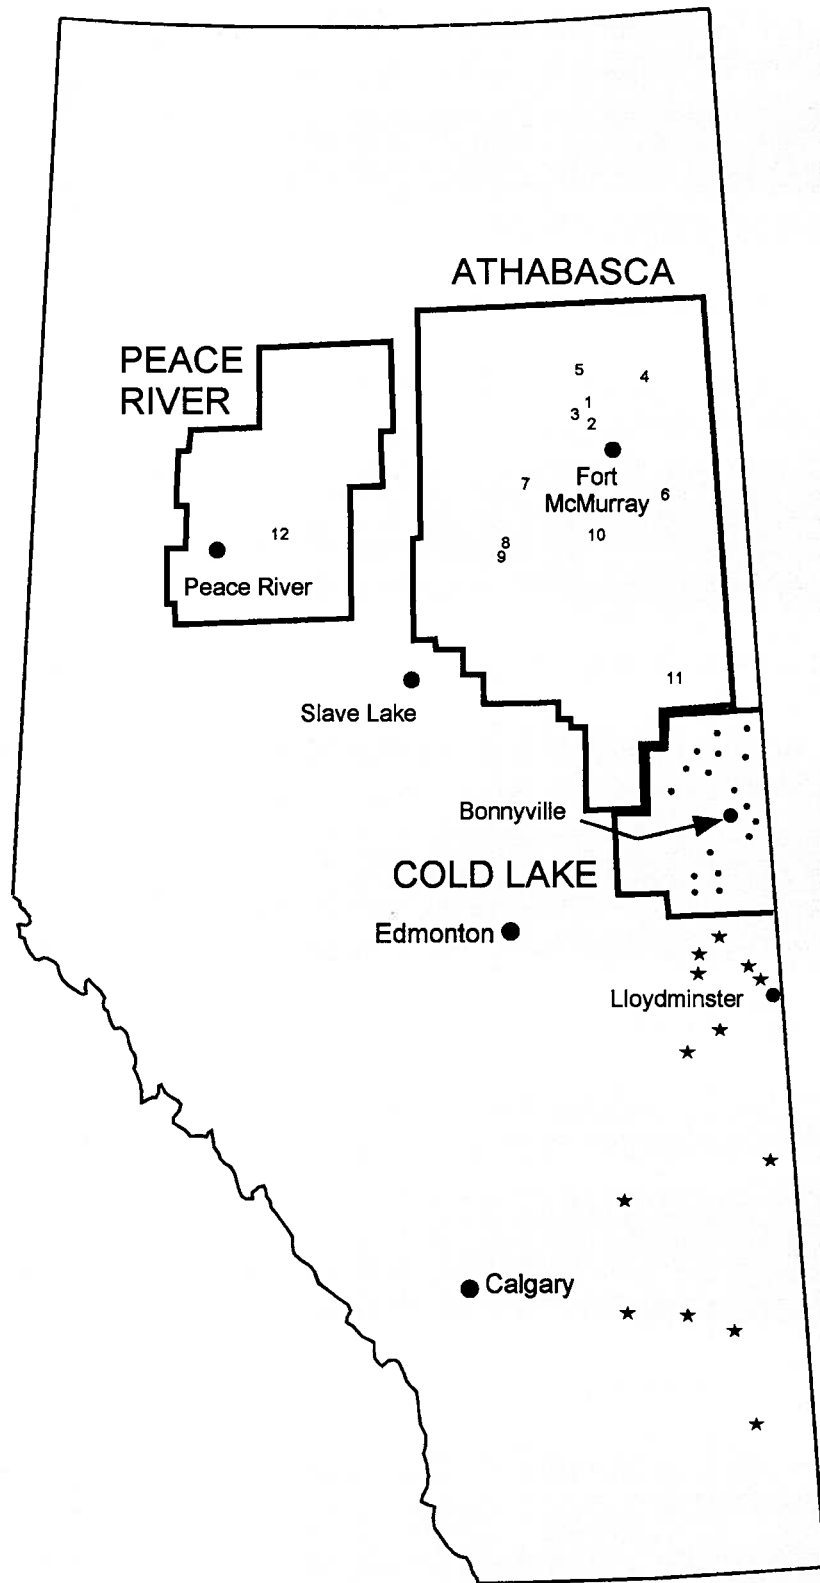 ATHABASCA
PEACE
RIVER
5
4
1
3
2
Fort
McMurray
7
6
12
8
10
9
Peace River
11
Slave Lake
Bonnyville
COLD LAKE
Edmonton
Lloydminster
Calgary